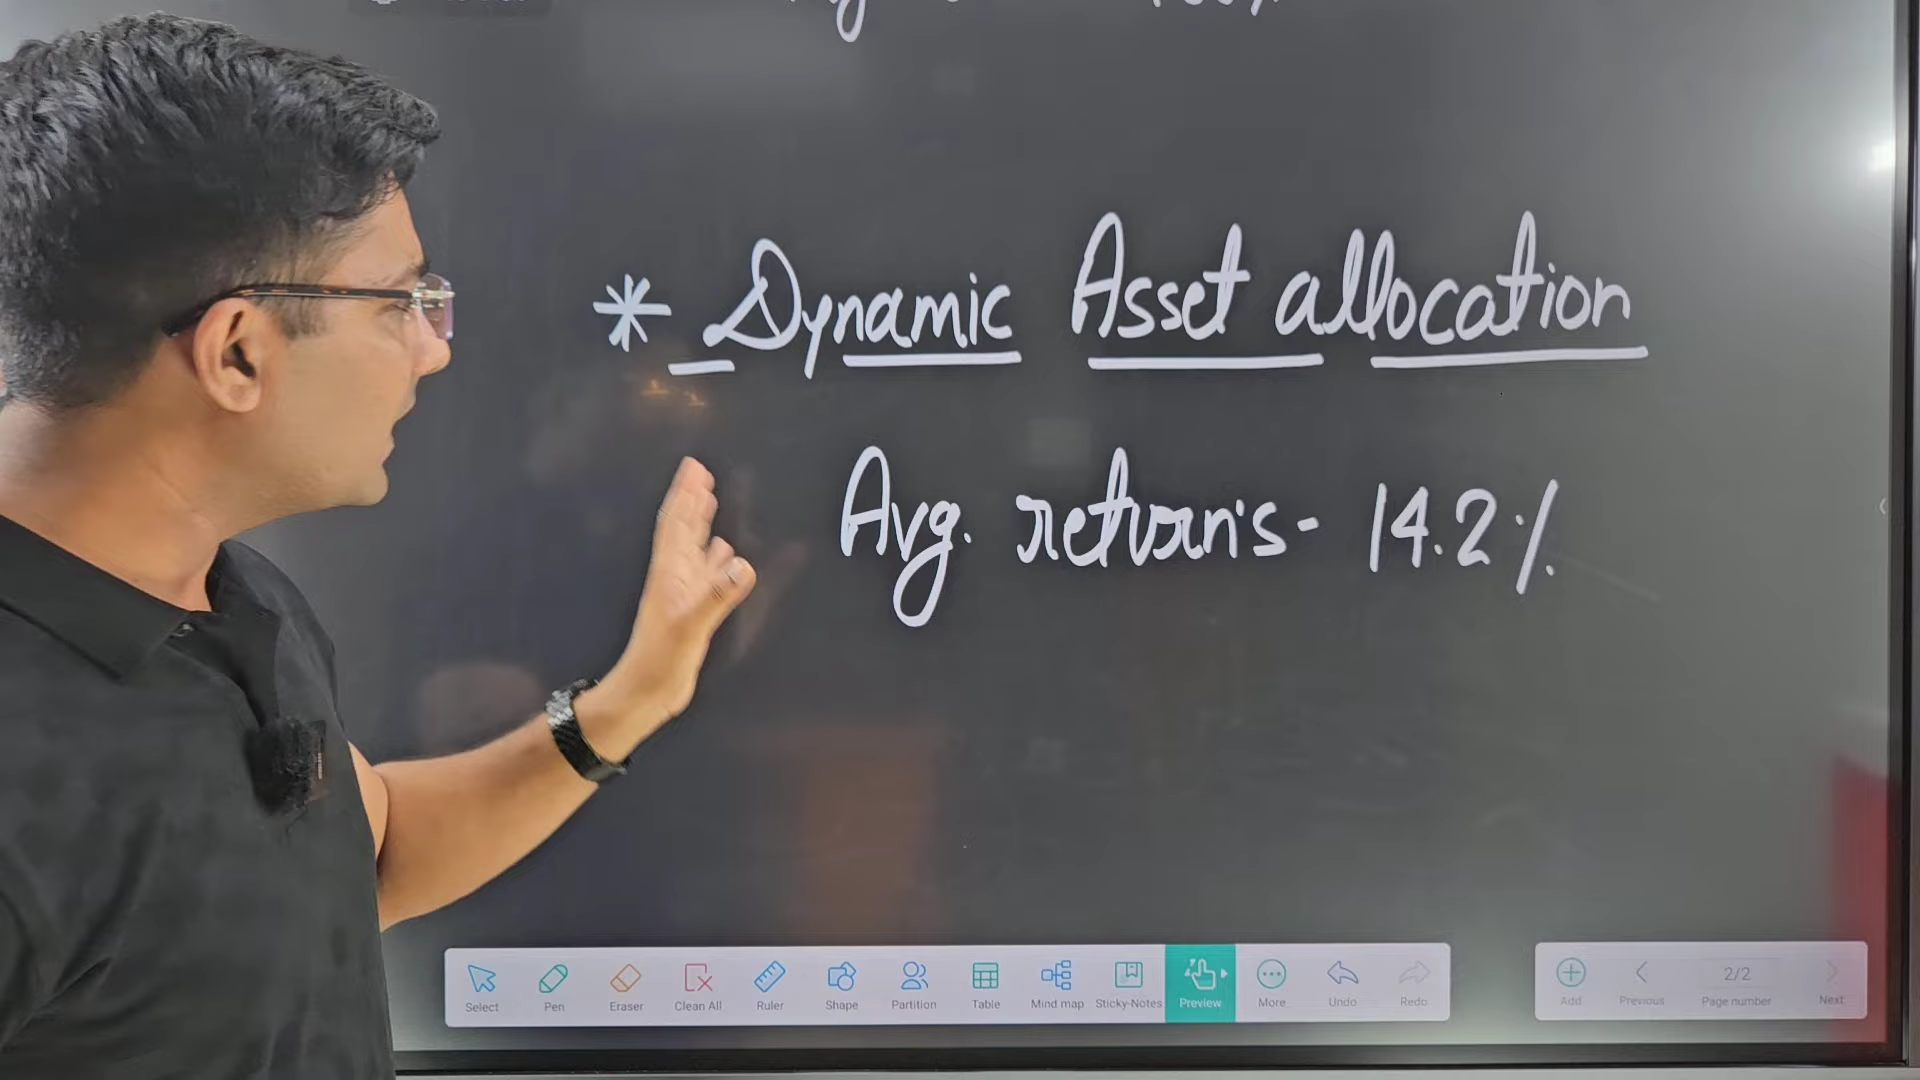 * Dynamic Asset allocation
Avg. return's - 14.2%
Select Pen Eraser Clean All Ruler Shape Partition Table Mind map Sticky-Notes Preview More Undo Redo
Add Previous 2/2 Page number Next